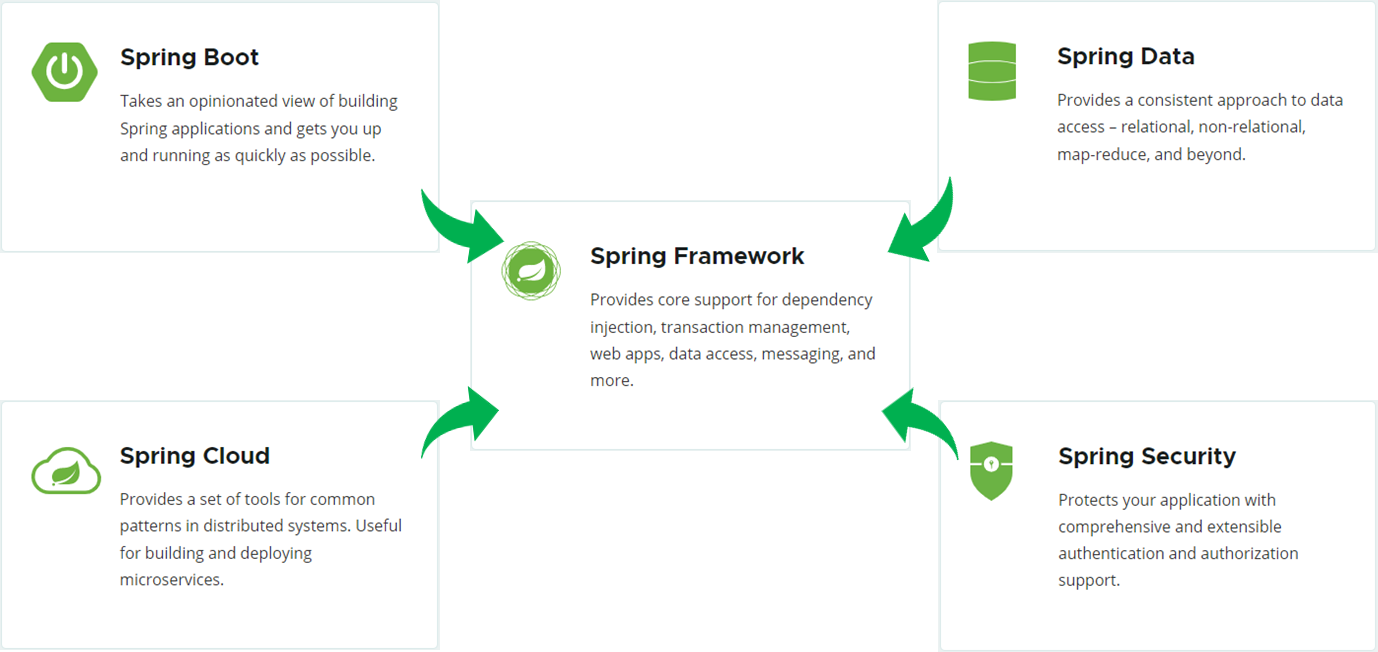 Spring Boot
Takes an opinionated view of building
Spring applications and gets you up
and running as quickly as possible.
Spring Data
Provides a consistent approach to data
access – relational, non-relational,
map-reduce, and beyond.
Spring Framework
Provides core support for dependency
injection, transaction management,
web apps, data access, messaging, and
more.
Spring Cloud
Provides a set of tools for common
patterns in distributed systems. Useful
for building and deploying
microservices.
Spring Security
Protects your application with
comprehensive and extensible
authentication and authorization
support.